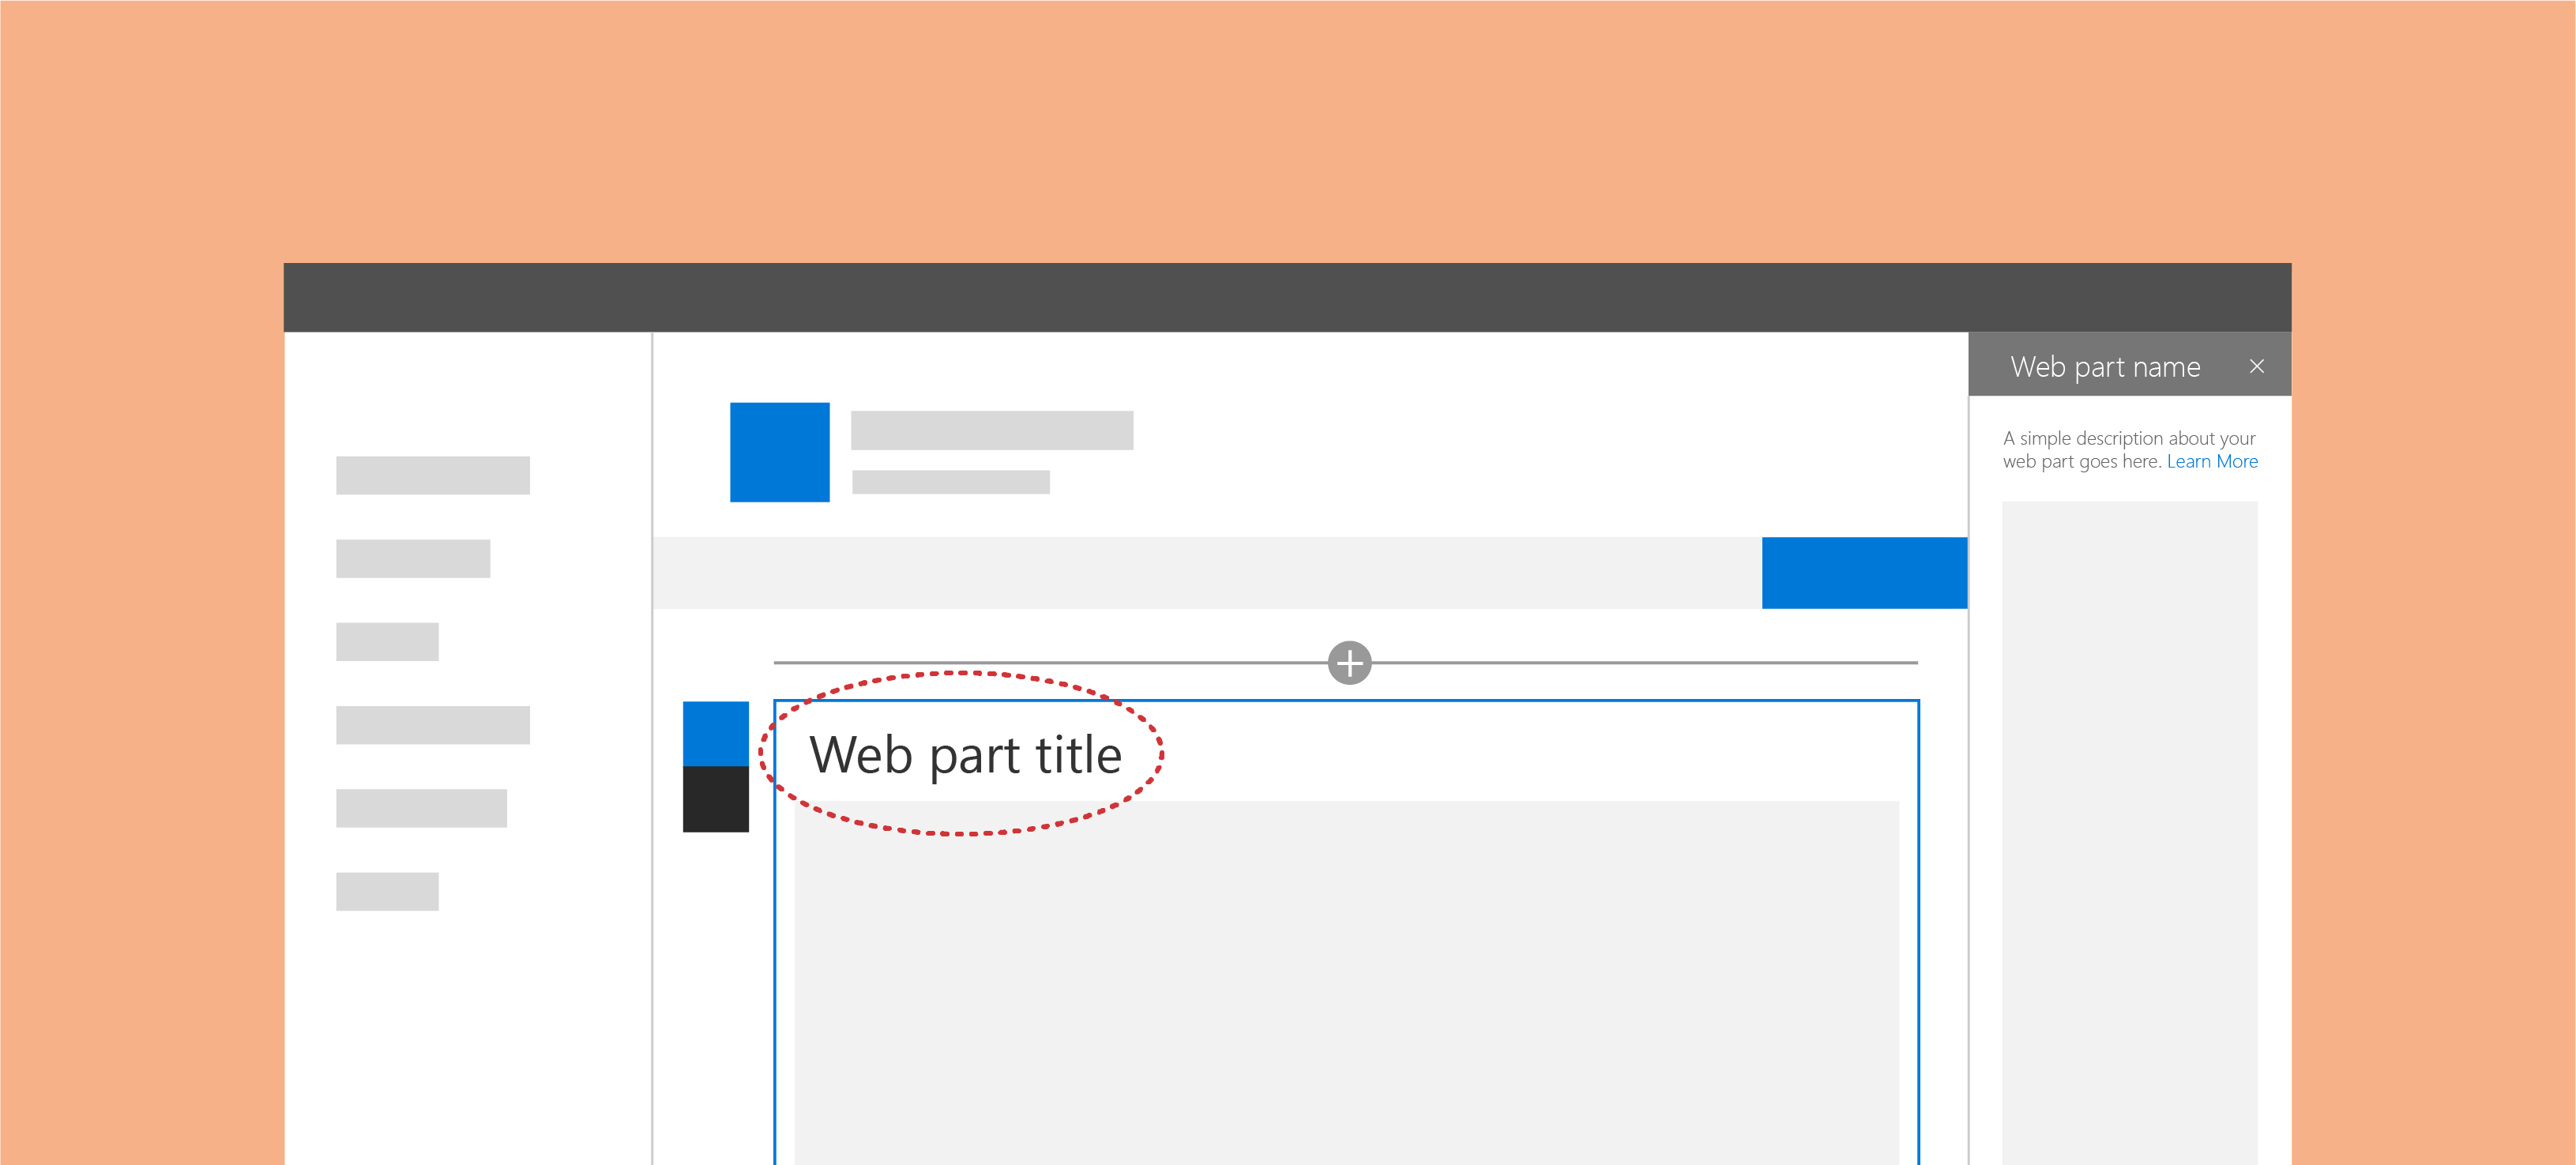 Web part name
A simple description about your
web part goes here. Learn More
Web part title